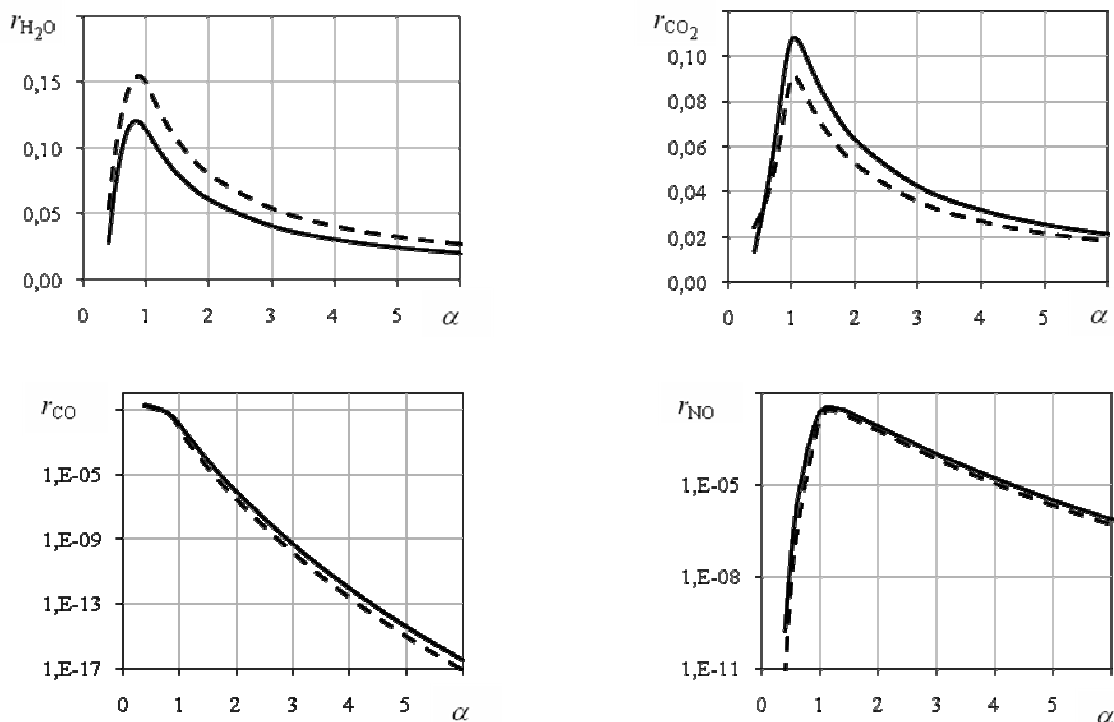 r_H₂O
0,15
0,10
0,05
0,00
0 1 2 3 4 5 α
r_CO₂
0,10
0,08
0,06
0,04
0,02
0,00
0 1 2 3 4 5 α
r_CO
1,E-05
1,E-09
1,E-13
1,E-17
0 1 2 3 4 5 α
r_NO
1,E-05
1,E-08
1,E-11
0 1 2 3 4 5 α